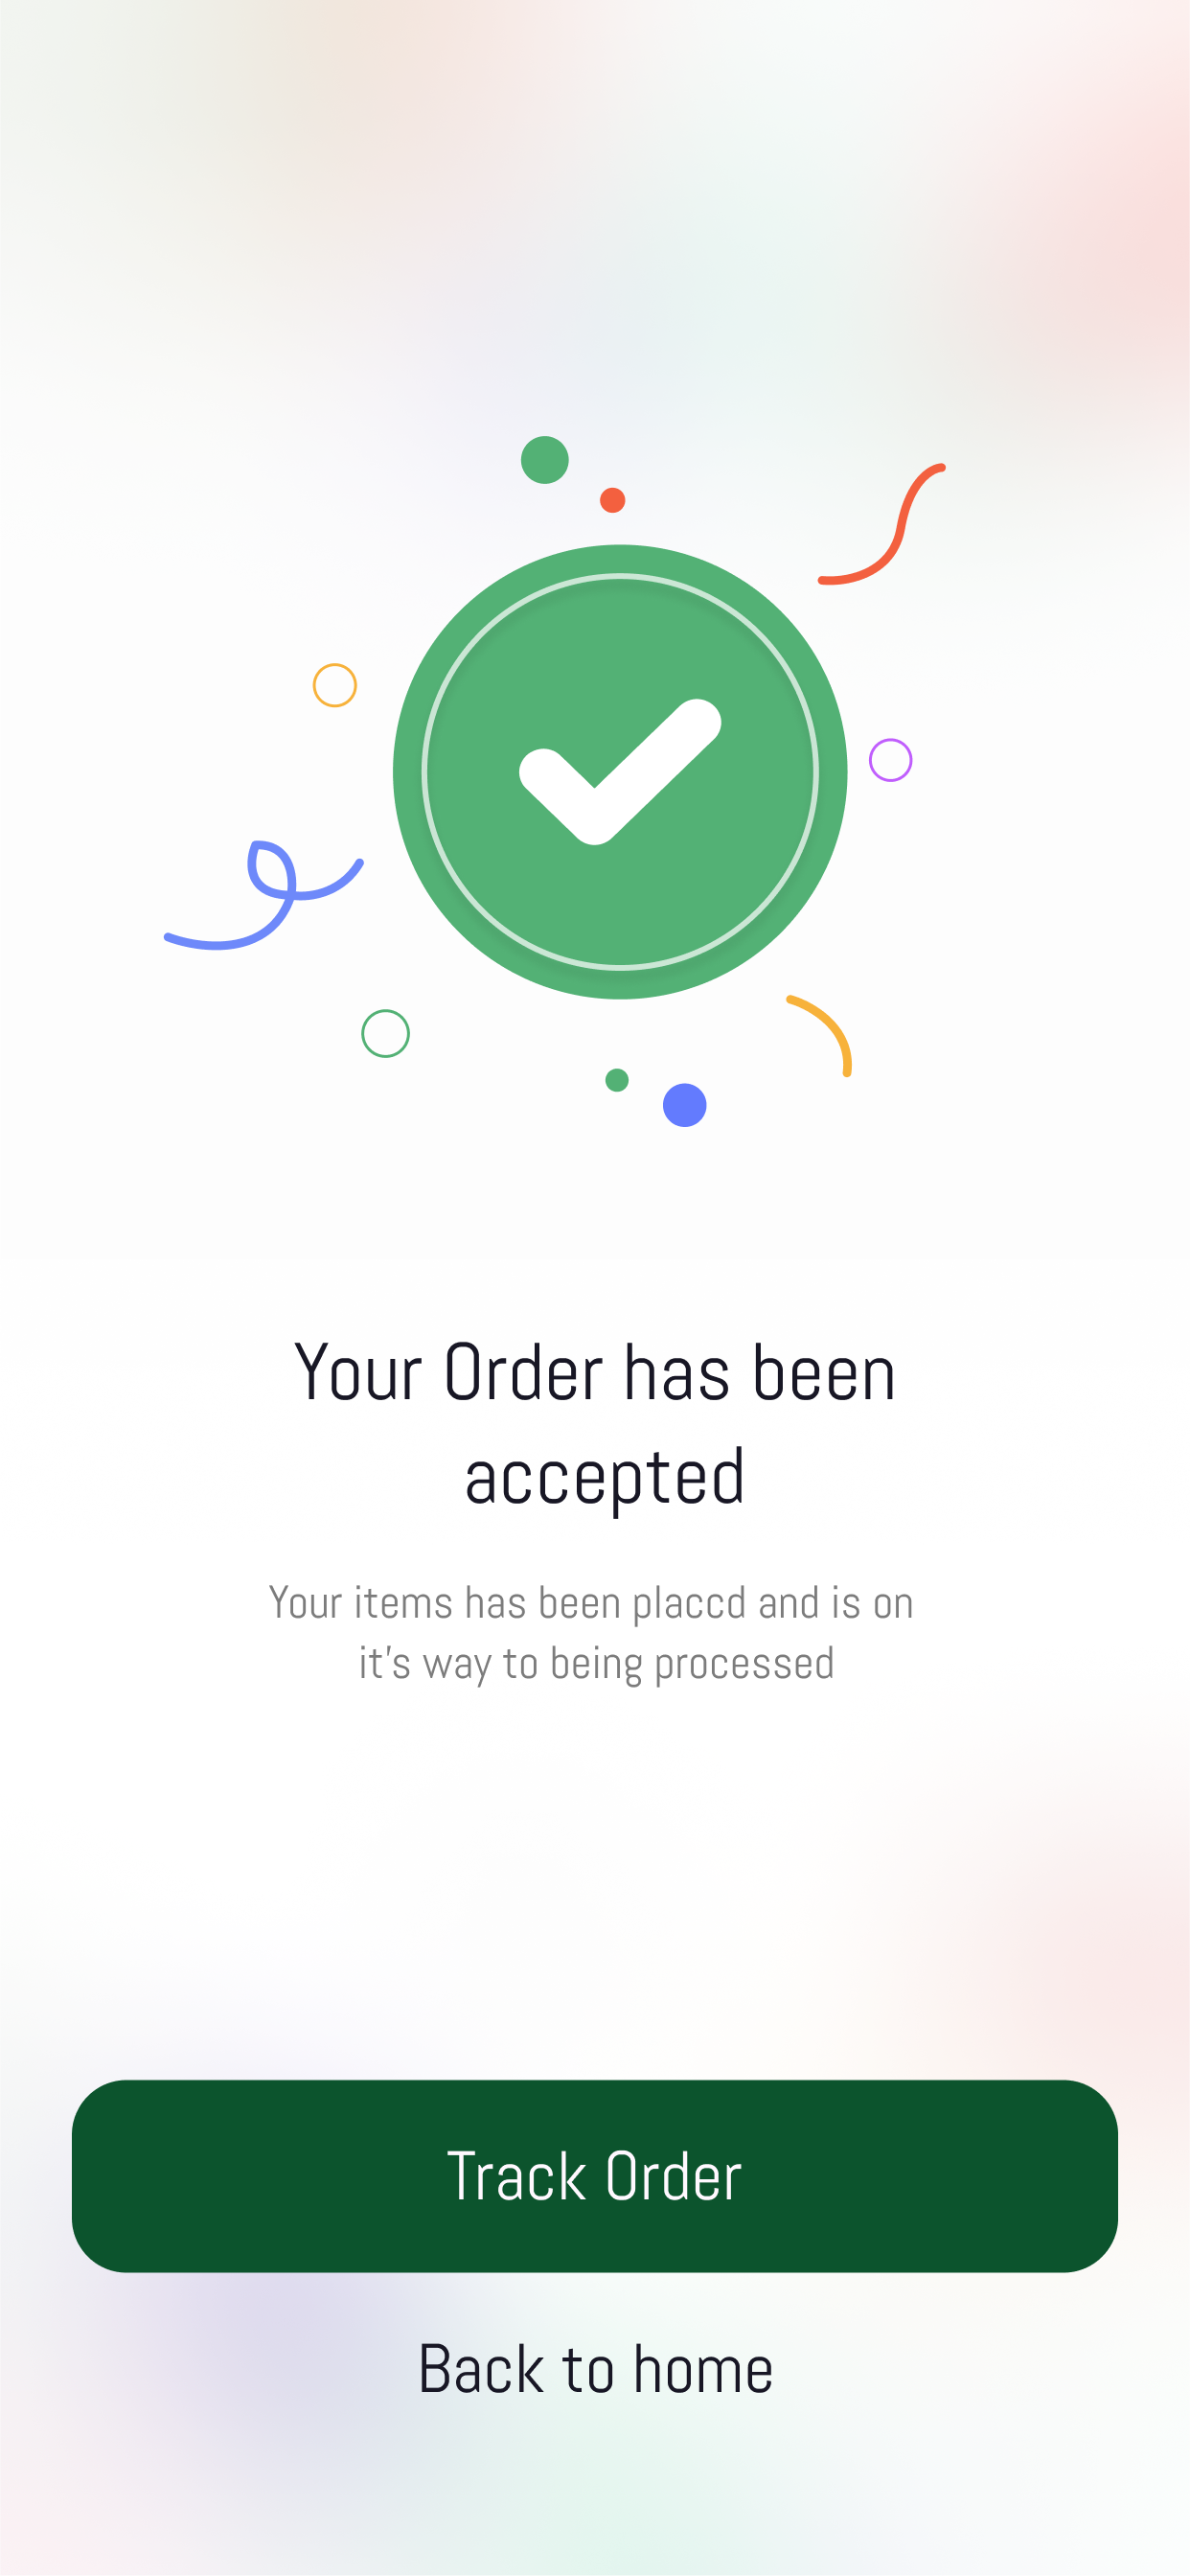 Your Order has been
accepted
Your items has been placcd and is on
it's way to being processed
Track Order
Back to home